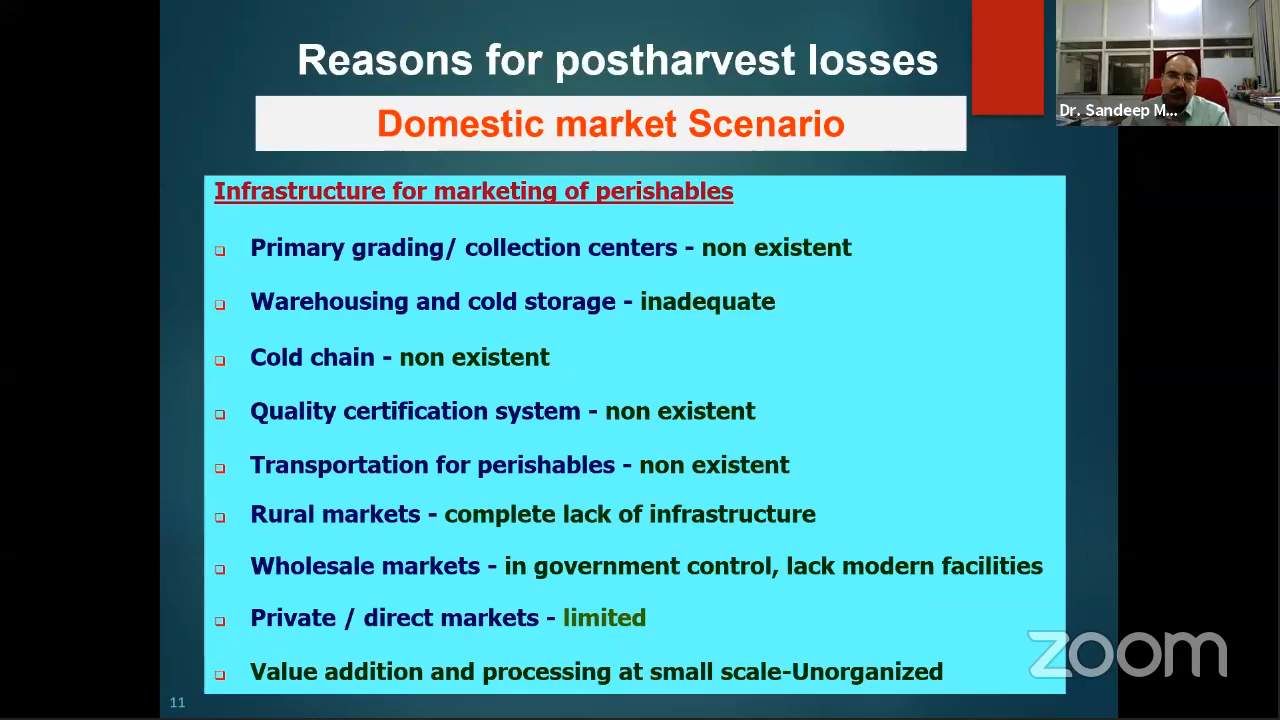 Reasons for postharvest losses
Domestic market Scenario
Dr. Sandeep M...
Infrastructure for marketing of perishables
Primary grading/ collection centers - non existent
Warehousing and cold storage - inadequate
Cold chain - non existent
Quality certification system - non existent
Transportation for perishables - non existent
Rural markets - complete lack of infrastructure
Wholesale markets - in government control, lack modern facilities
Private / direct markets - limited
Value addition and processing at small scale-Unorganized
zoom
11